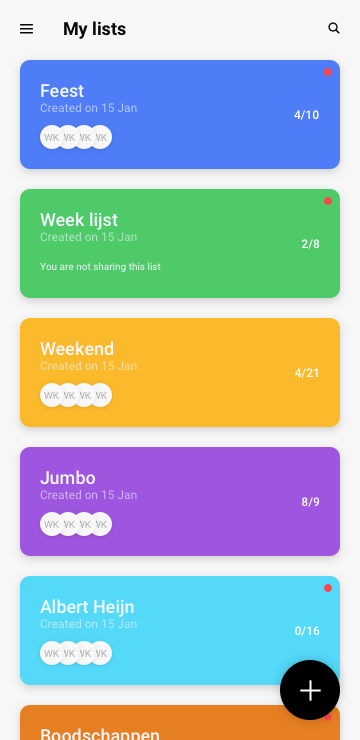 My lists
Feest
Created on 15 Jan
4/10
WK VK VK VK
Week lijst
Created on 15 Jan
2/8
You are not sharing this list
Weekend
Created on 15 Jan
4/21
WK VK VK VK
Jumbo
Created on 15 Jan
8/9
WK VK VK VK
Albert Heijn
Created on 15 Jan
0/16
WK VK VK VK
Boodschappen